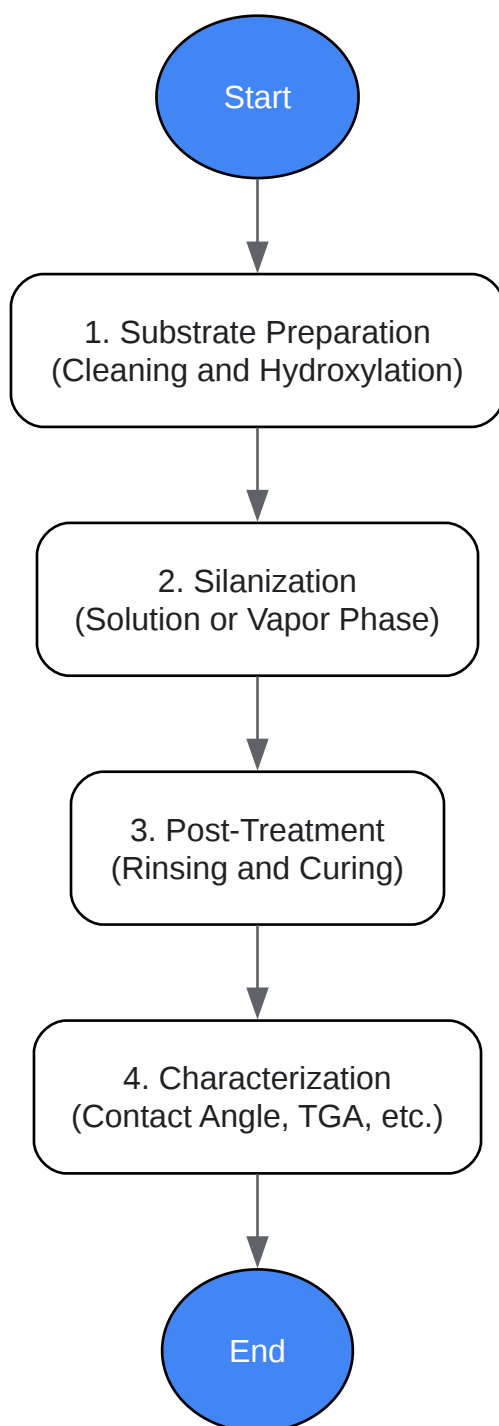 Start
1. Substrate Preparation
(Cleaning and Hydroxylation)
2. Silanization
(Solution or Vapor Phase)
3. Post-Treatment
(Rinsing and Curing)
4. Characterization
(Contact Angle, TGA, etc.)
End